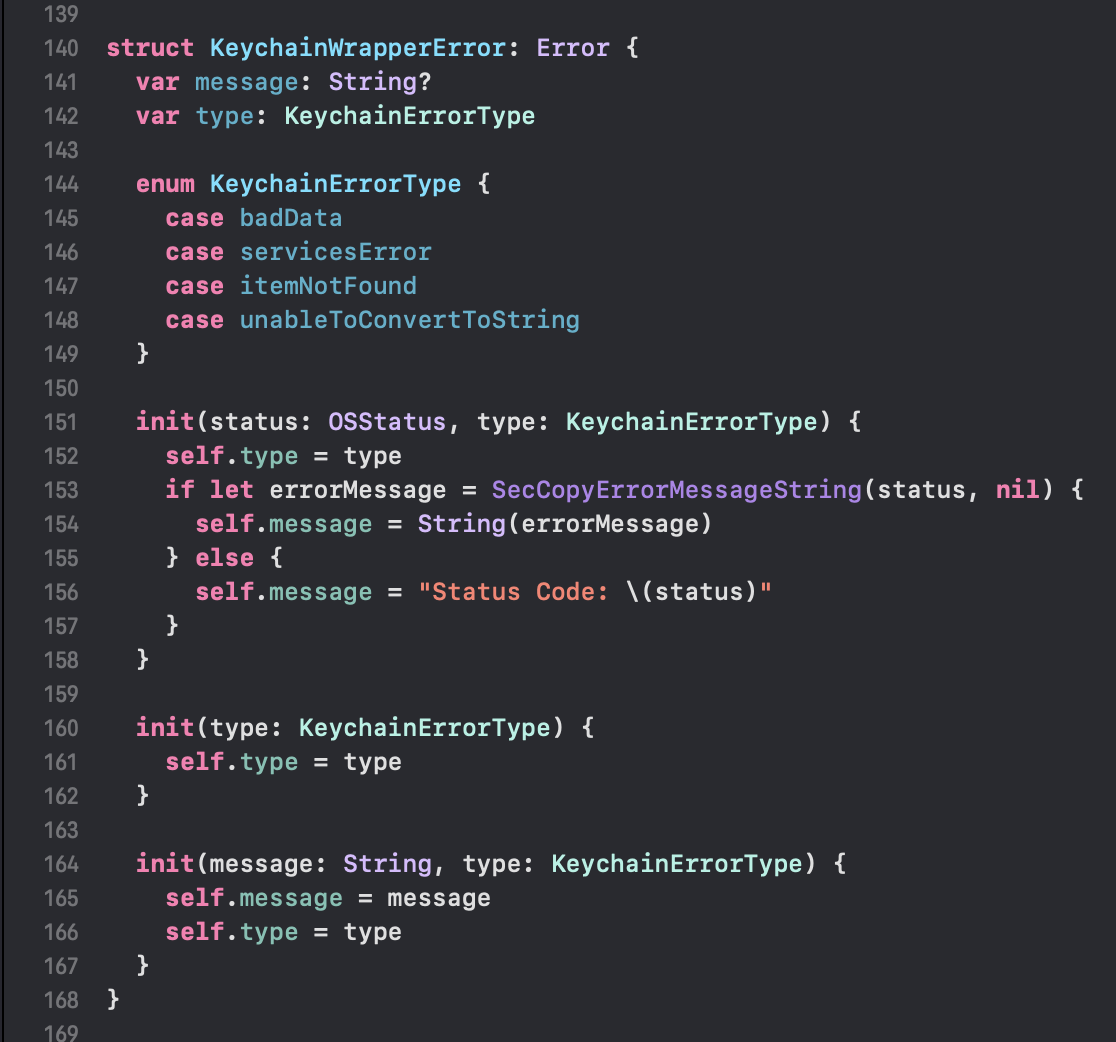 139
140 struct KeychainWrapperError: Error {
141   var message: String?
142   var type: KeychainErrorType
143
144   enum KeychainErrorType {
145     case badData
146     case servicesError
147     case itemNotFound
148     case unableToConvertToString
149   }
150
151   init(status: OSStatus, type: KeychainErrorType) {
152     self.type = type
153     if let errorMessage = SecCopyErrorMessageString(status, nil) {
154       self.message = String(errorMessage)
155     } else {
156       self.message = "Status Code: \(status)"
157     }
158   }
159
160   init(type: KeychainErrorType) {
161     self.type = type
162   }
163
164   init(message: String, type: KeychainErrorType) {
165     self.message = message
166     self.type = type
167   }
168 }
169